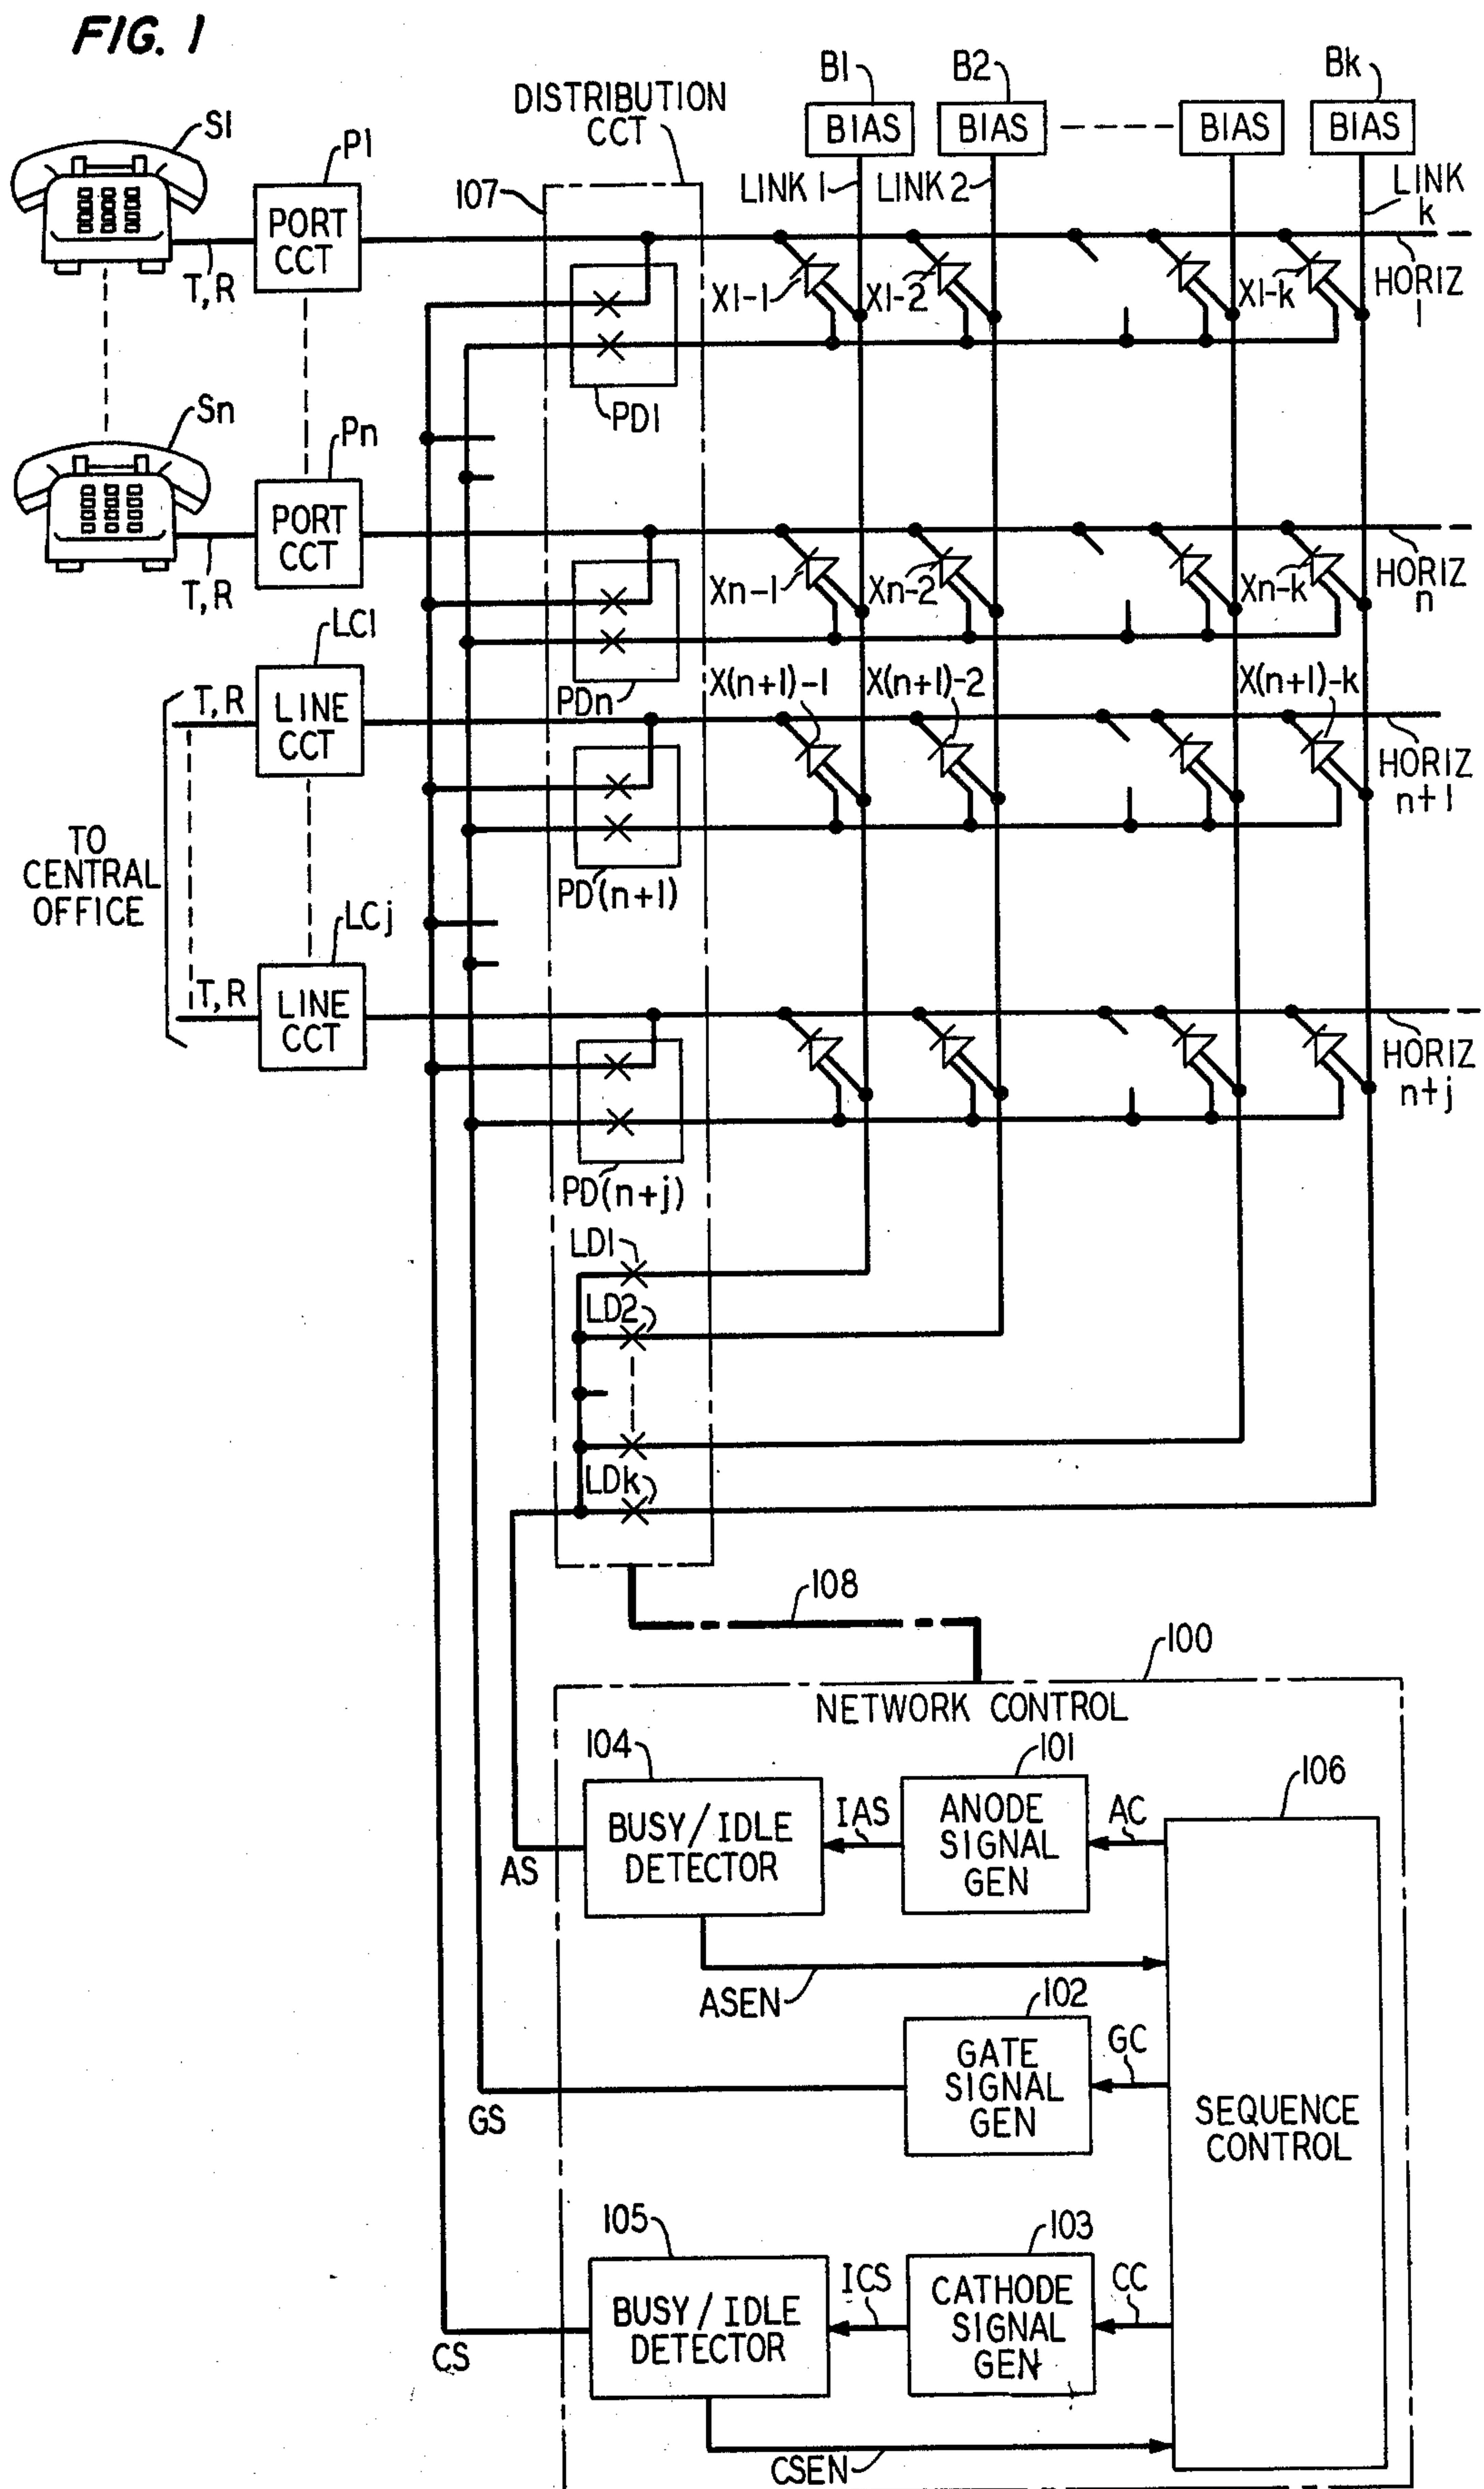 FIG. 1
B1
B2
Bk
DISTRIBUTION
CCT
BIAS
BIAS
BIAS
BIAS
S1
P1
107
LINK 1
LINK 2
LINK
k
PORT
CCT
T,R
X1-1
X1-2
X1-k
HORIZ
1
PD1
Sn
Pn
PORT
CCT
T,R
Xn-1
Xn-2
Xn-k
HORIZ
n
LC1
PDn
X(n+1)-1
X(n+1)-2
X(n+1)-k
T,R
LINE
CCT
HORIZ
n+1
TO
CENTRAL
OFFICE
PD(n+1)
LCj
T,R
LINE
CCT
HORIZ
n+j
PD(n+j)
LD1
LD2
LDk
108
100
NETWORK CONTROL
104
101
106
BUSY/IDLE
DETECTOR
IAS
ANODE
SIGNAL
GEN
AC
AS
ASEN
102
GATE
SIGNAL
GEN
GC
SEQUENCE
CONTROL
GS
105
103
BUSY/IDLE
DETECTOR
ICS
CATHODE
SIGNAL
GEN
CC
CS
CSEN